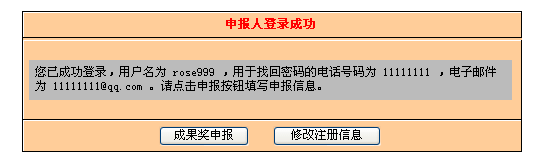 申报人登录成功
您已成功登录，用户名为 rose999 ，用于找回密码的电话号码为 11111111 ，电子邮件
为 11111111@qq.com 。请点击申报按钮填写申报信息。
成果奖申报 修改注册信息